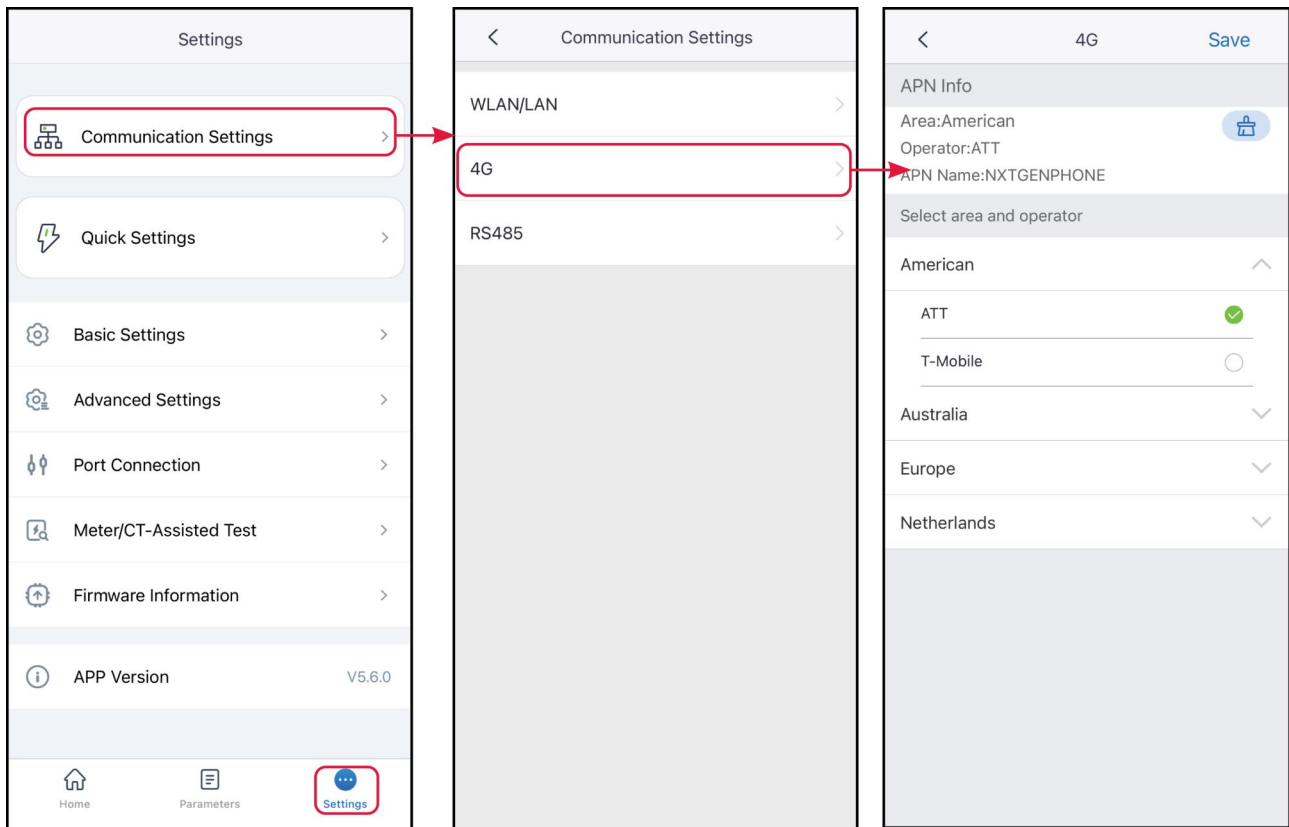 Settings
Communication Settings
Quick Settings
Basic Settings
Advanced Settings
Port Connection
Meter/CT-Assisted Test
Firmware Information
APP Version V5.6.0
Home Parameters Settings
Communication Settings
WLAN/LAN
4G
RS485
4G Save
APN Info
Area:American
Operator:ATT
APN Name:NXTGENPHONE
Select area and operator
American
ATT
T-Mobile
Australia
Europe
Netherlands